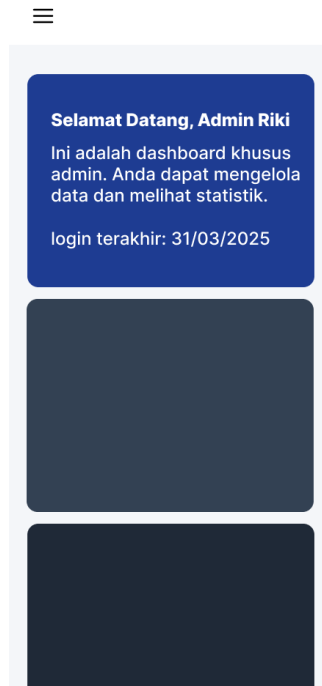 Selamat Datang, Admin Riki
Ini adalah dashboard khusus
admin. Anda dapat mengelola
data dan melihat statistik.
login terakhir: 31/03/2025